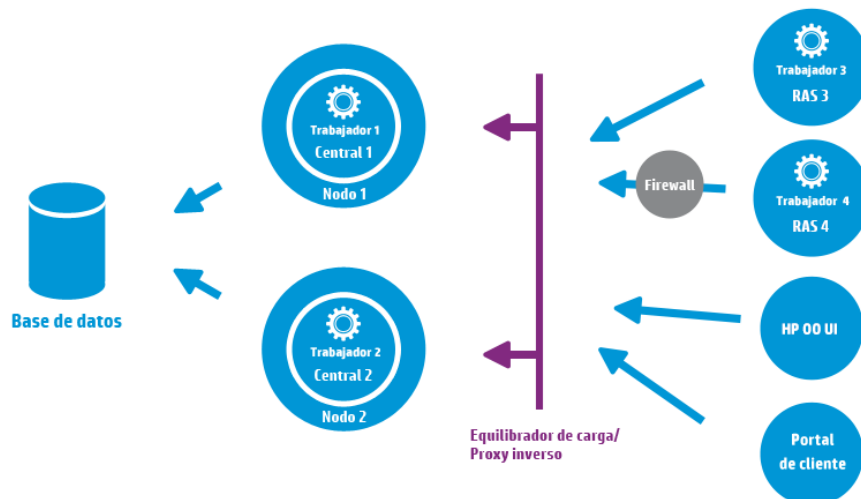 Base de datos
Trabajador 1
Central 1
Nodo 1
Trabajador 2
Central 2
Nodo 2
Equilibrador de carga/
Proxy inverso
Firewall
Trabajador 3
RAS 3
Trabajador 4
RAS 4
HP OO UI
Portal
de cliente